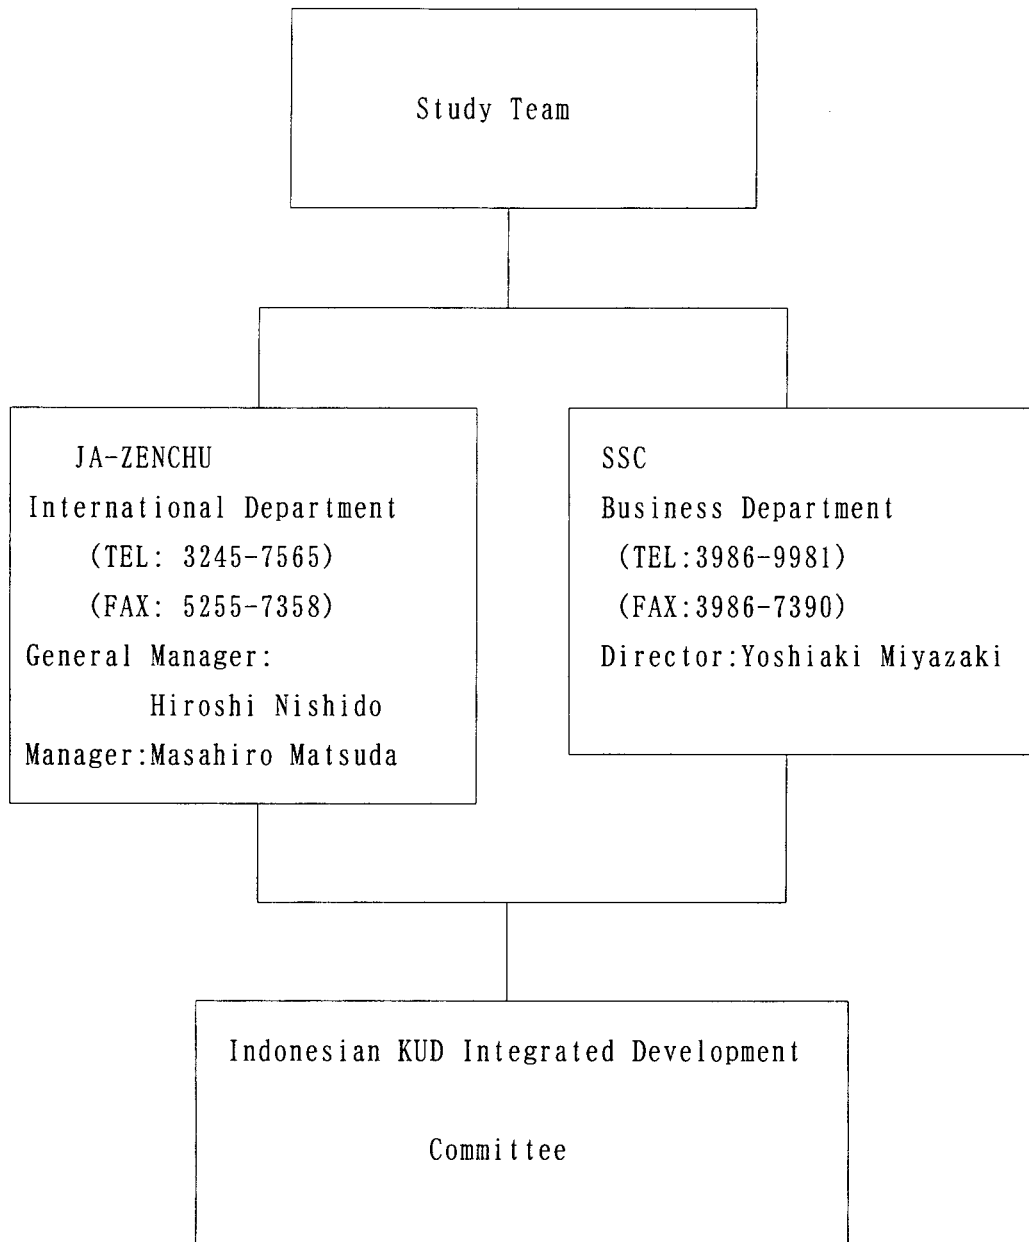 Study Team
JA-ZENCHU
International Department
(TEL: 3245-7565)
(FAX: 5255-7358)
General Manager:
Hiroshi Nishido
Manager:Masahiro Matsuda
SSC
Business Department
(TEL:3986-9981)
(FAX:3986-7390)
Director:Yoshiaki Miyazaki
Indonesian KUD Integrated Development
Committee